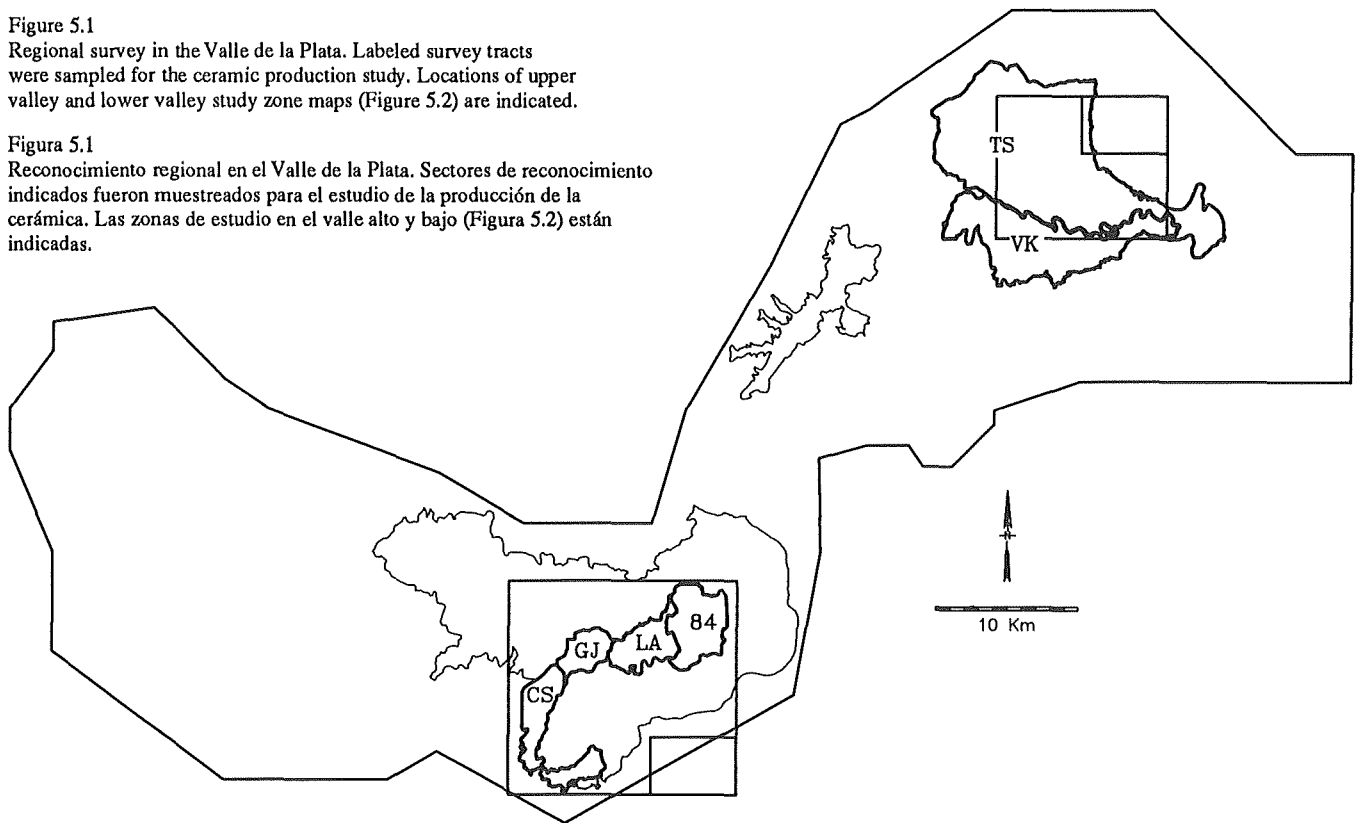 Figure 5.1
Regional survey in the Valle de la Plata. Labeled survey tracts
were sampled for the ceramic production study. Locations of upper
valley and lower valley study zone maps (Figure 5.2) are indicated.
Figura 5.1
Reconocimiento regional en el Valle de la Plata. Sectores de reconocimiento
indicados fueron muestreados para el estudio de la producción de la
cerámica. Las zonas de estudio en el valle alto y bajo (Figura 5.2) están
indicadas.
TS
VK
N
10 Km
84
LA
GJ
CS